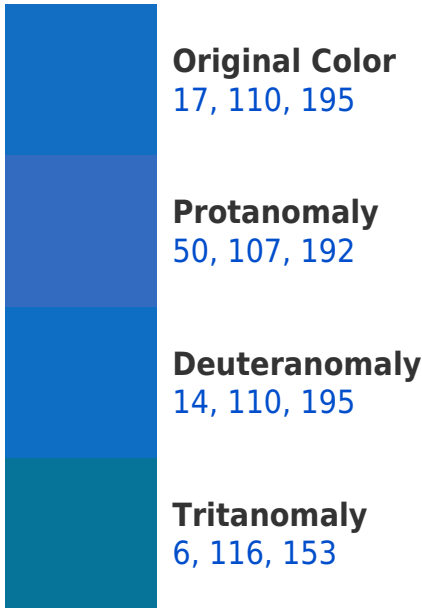 Original Color
17, 110, 195
Protanomaly
50, 107, 192
Deuteranomaly
14, 110, 195
Tritanomaly
6, 116, 153